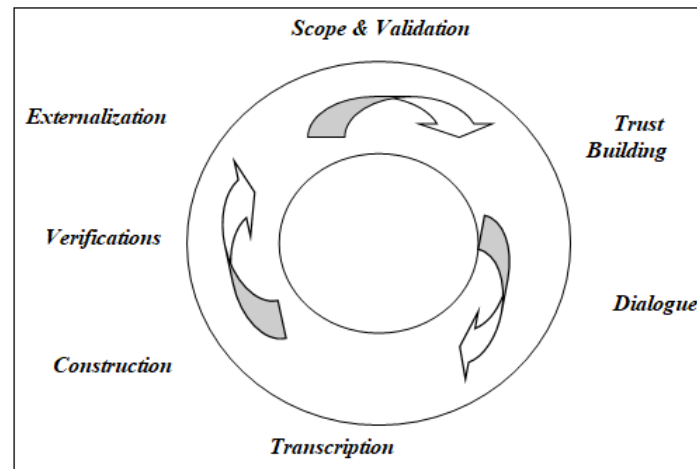 Scope & Validation
Externalization
Trust
Building
Verifications
Dialogue
Construction
Transcription